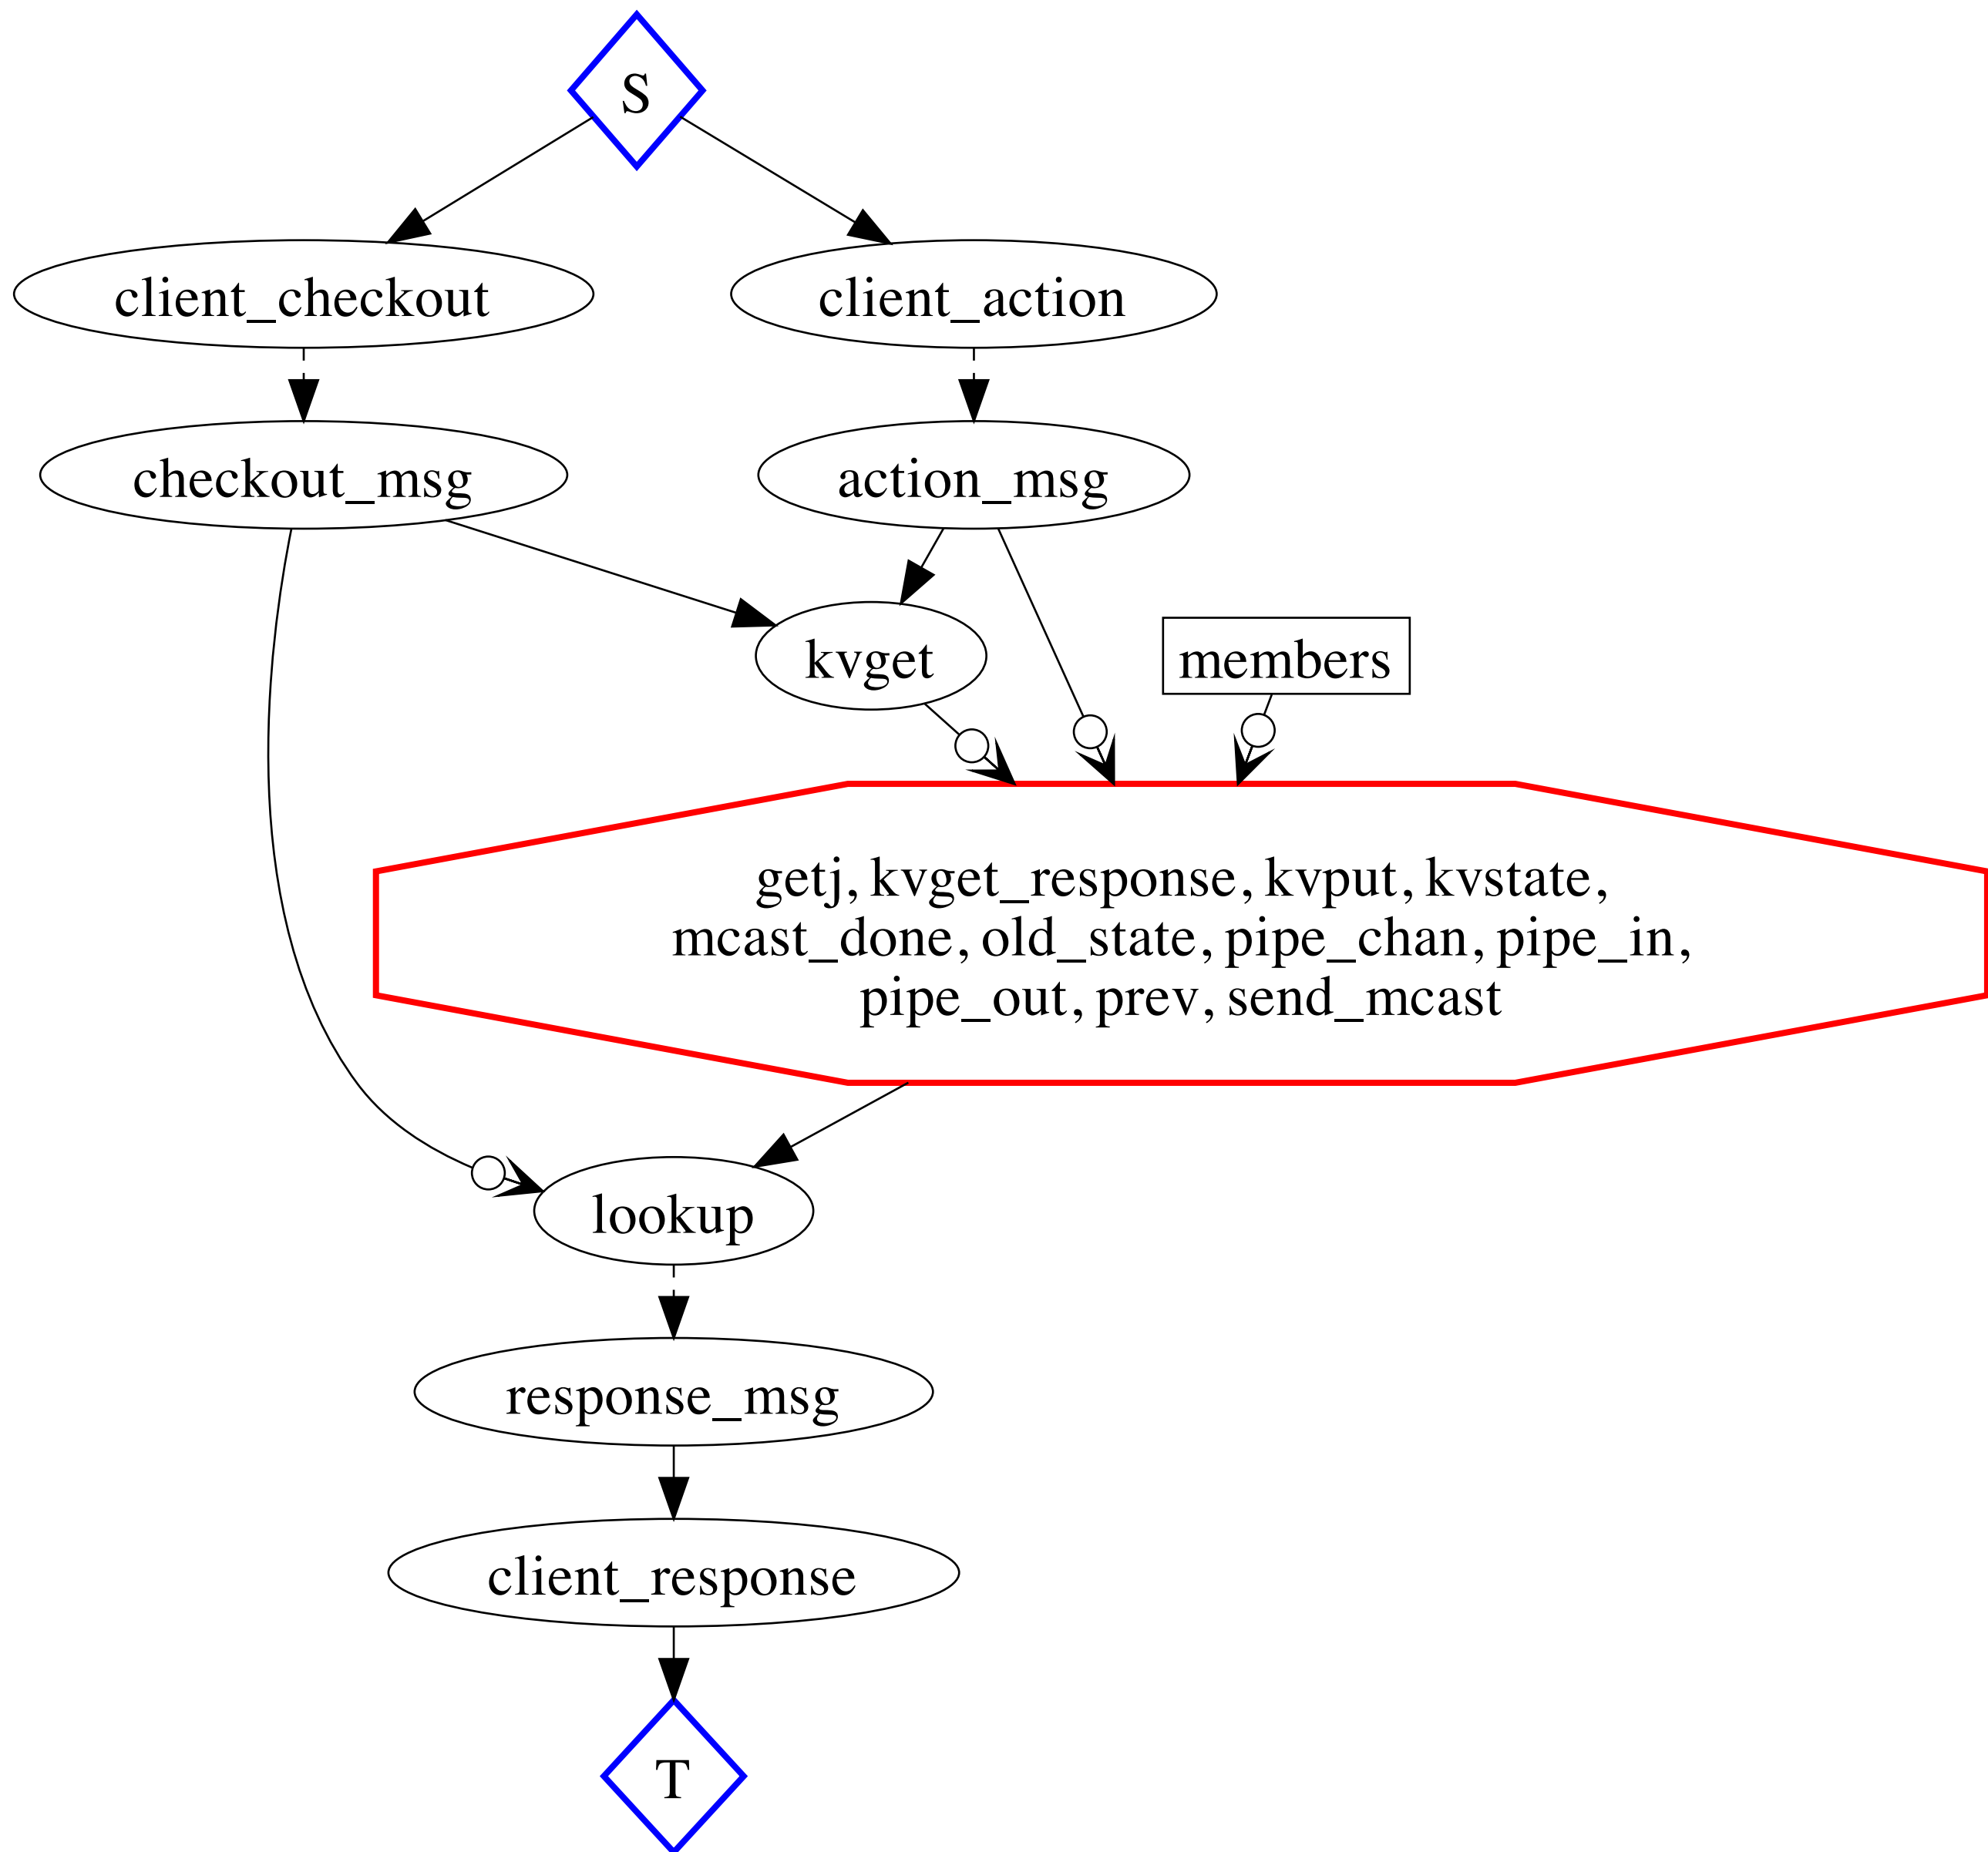 S
client_checkout
client_action
checkout_msg
action_msg
kvget
members
getj, kvget_response, kvput, kvstate,
mcast_done, old_state, pipe_chan, pipe_in,
pipe_out, prev, send_mcast
lookup
response_msg
client_response
T